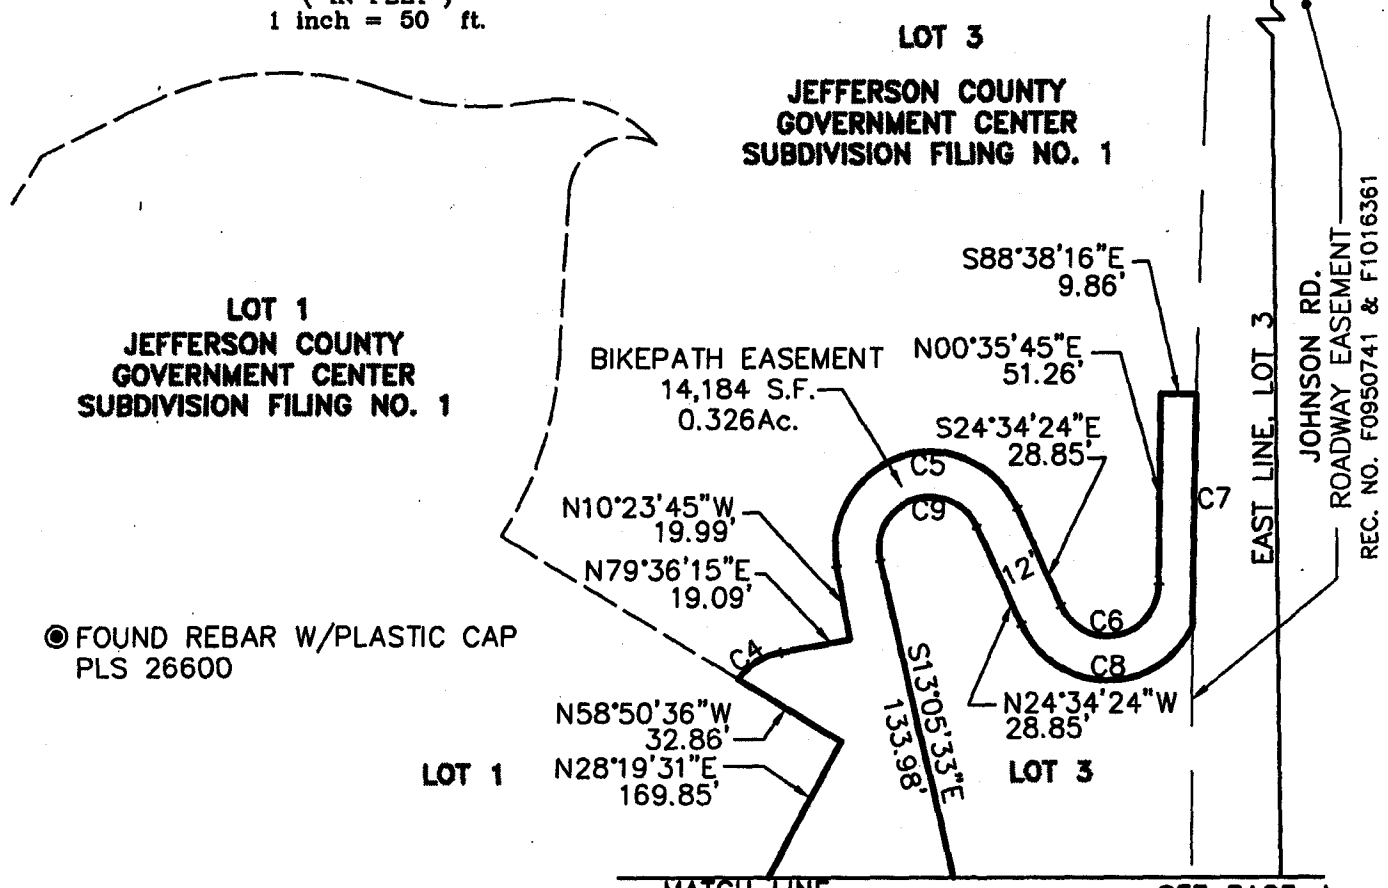 ( IN FEET )
1 inch = 50 ft.
LOT 3
JEFFERSON COUNTY
GOVERNMENT CENTER
SUBDIVISION FILING NO. 1
LOT 1
JEFFERSON COUNTY
GOVERNMENT CENTER
SUBDIVISION FILING NO. 1
S88°38'16"E
9.86'
BIKEPATH EASEMENT
14,184 S.F.
0.326Ac.
N00°35'45"E
51.26'
S24°34'24"E
28.85'
C5
C9
C7
N10°23'45"W
19.99'
N79°36'15"E
19.09'
12'
C6
C8
C4
FOUND REBAR W/PLASTIC CAP
PLS 26600
S13°05'33"E
133.98'
N24°34'24"W
28.85'
N58°50'36"W
32.86'
LOT 1
N28°19'31"E
169.85'
LOT 3
EAST LINE, LOT 3
JOHNSON RD.
ROADWAY EASEMENT
REC. NO. F0950741 & F1016361
MATCH LINE